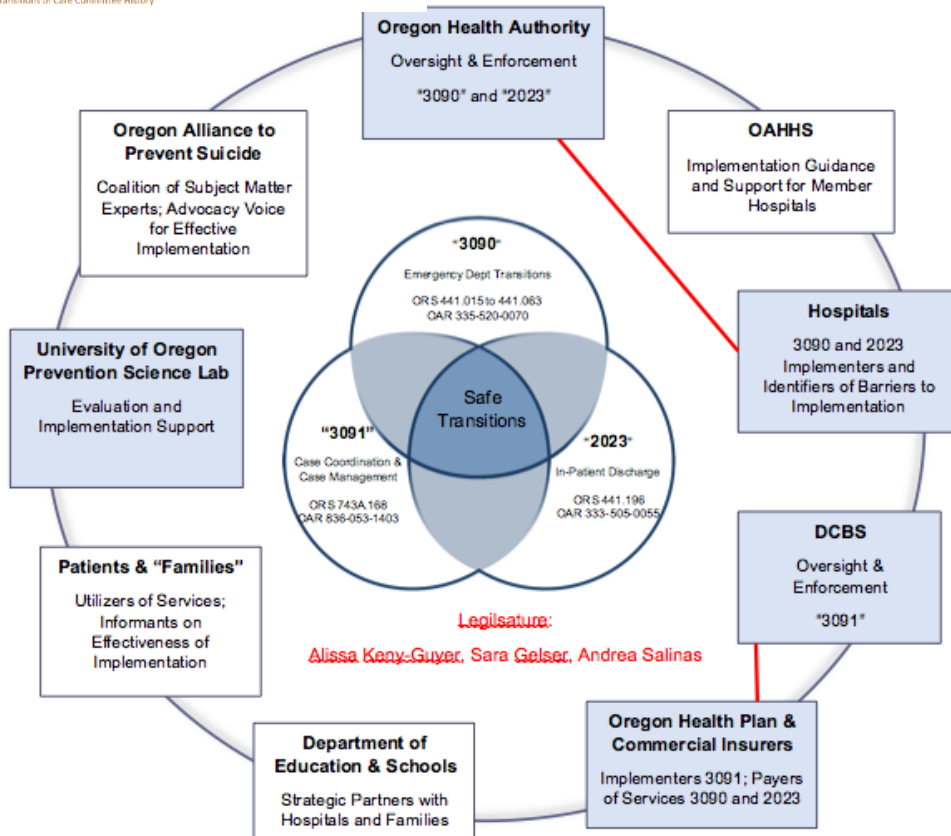 Transitions of Care Committee History
Oregon Health Authority
Oversight & Enforcement
"3090" and "2023"
OAHHS
Implementation Guidance
and Support for Member
Hospitals
Hospitals
3090 and 2023
Implementers and
Identifiers of Barriers to
Implementation
DCBS
Oversight &
Enforcement
"3091"
Oregon Health Plan &
Commercial Insurers
Implementers 3091; Payers
of Services 3090 and 2023
Department of
Education & Schools
Strategic Partners with
Hospitals and Families
Patients & “Families”
Utilizers of Services;
Informants on
Effectiveness of
Implementation
University of Oregon
Prevention Science Lab
Evaluation and
Implementation Support
Oregon Alliance to
Prevent Suicide
Coalition of Subject Matter
Experts; Advocacy Voice
for Effective
Implementation
"3090"
Emergency Dept Transitions
ORS 441.015 to 441.063
OAR 335-520-0070
Safe
Transitions
"3091"
Case Coordination &
Case Management
ORS 743A.168
OAR 836-053-1403
"2023"
In-Patient Discharge
ORS 441.196
OAR 333-505-0055
Legilsature:
Alissa Keny-Guyer, Sara Gelser, Andrea Salinas